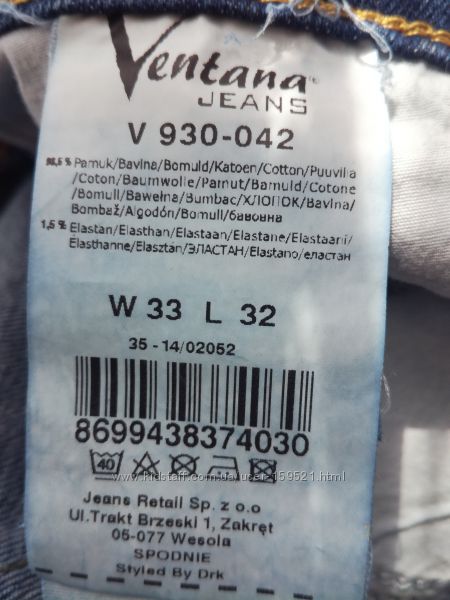 Ventana
JEANS
V 930-042
98,5% Pamuk/Bavlna/Bomuld/Katoen/Cotton/Puuvilla
/Coton/Baumwolle/Pamut/Bamuld/Cotone
/Bomull/Bawełna/Bumbac/ХЛОПОК/Bavlna/
Bombaž/Algodón/Bomull/бавовна
1,5% Elastan/Elasthan/Elastaan/Elastane/Elastaani/
Élasthanne/Elasztán/ЭЛАСТАН/Elastano/еластан
W 33 L 32
35 - 14/02052
8699438374030
40
Jeans Retail Sp. z o.o
Ul.Trakt Brzeski 1, Zakręt
05-077 Wesola
SPODNIE
Styled By Drk